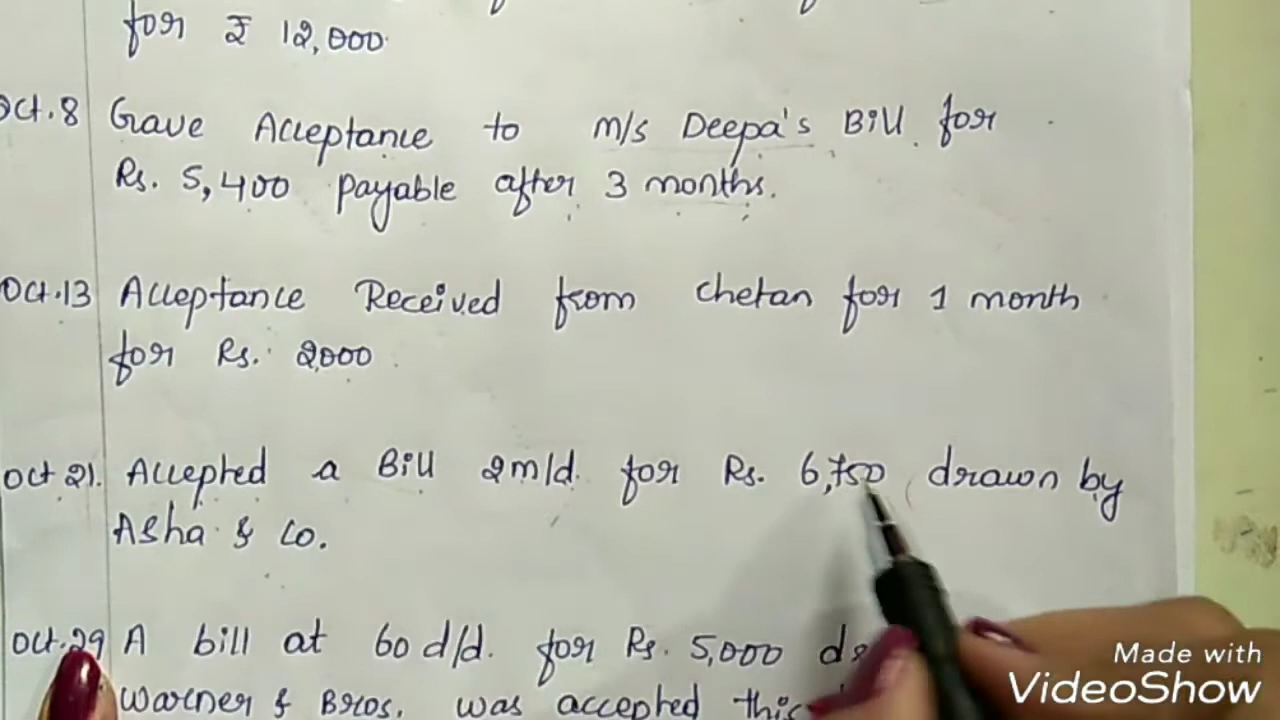 for ₹ 12,000.
Oct.8 Gave Acceptance to M/s Deepa's Bill for
Rs. 5,400 payable after 3 months.
Oct.13 Acceptance Received from Chetan for 1 month
for Rs. 2000
Oct 21. Accepted a Bill 2m/d. for Rs. 6,750 drawn by
Asha & Co.
Oct.29 A bill at 60 d/d. for Rs. 5,000
Warner & Bros. was accepted
Made with
VideoShow